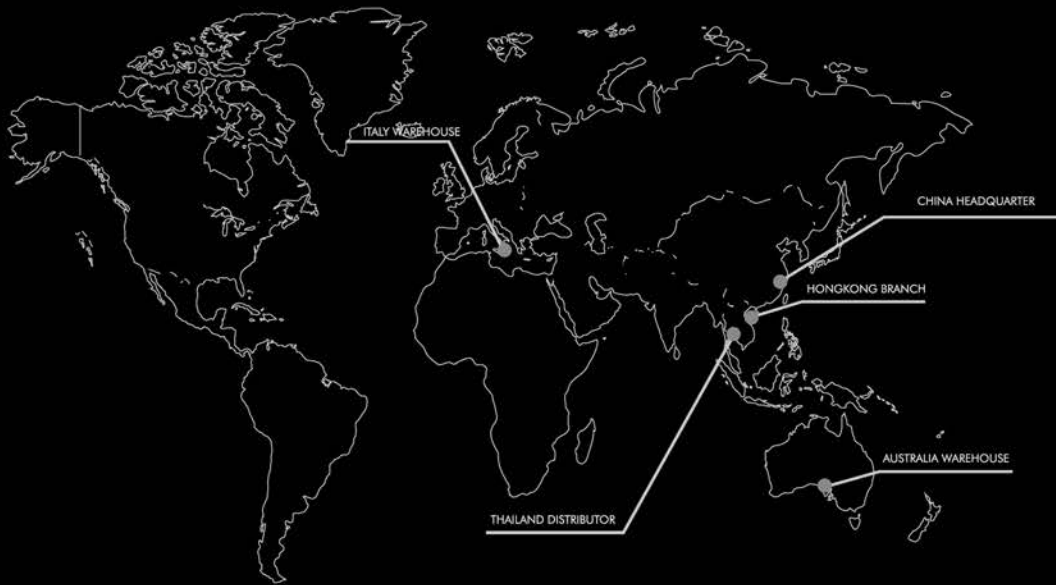 ITALY WAREHOUSE
CHINA HEADQUARTER
HONGKONG BRANCH
AUSTRALIA WAREHOUSE
THAILAND DISTRIBUTOR